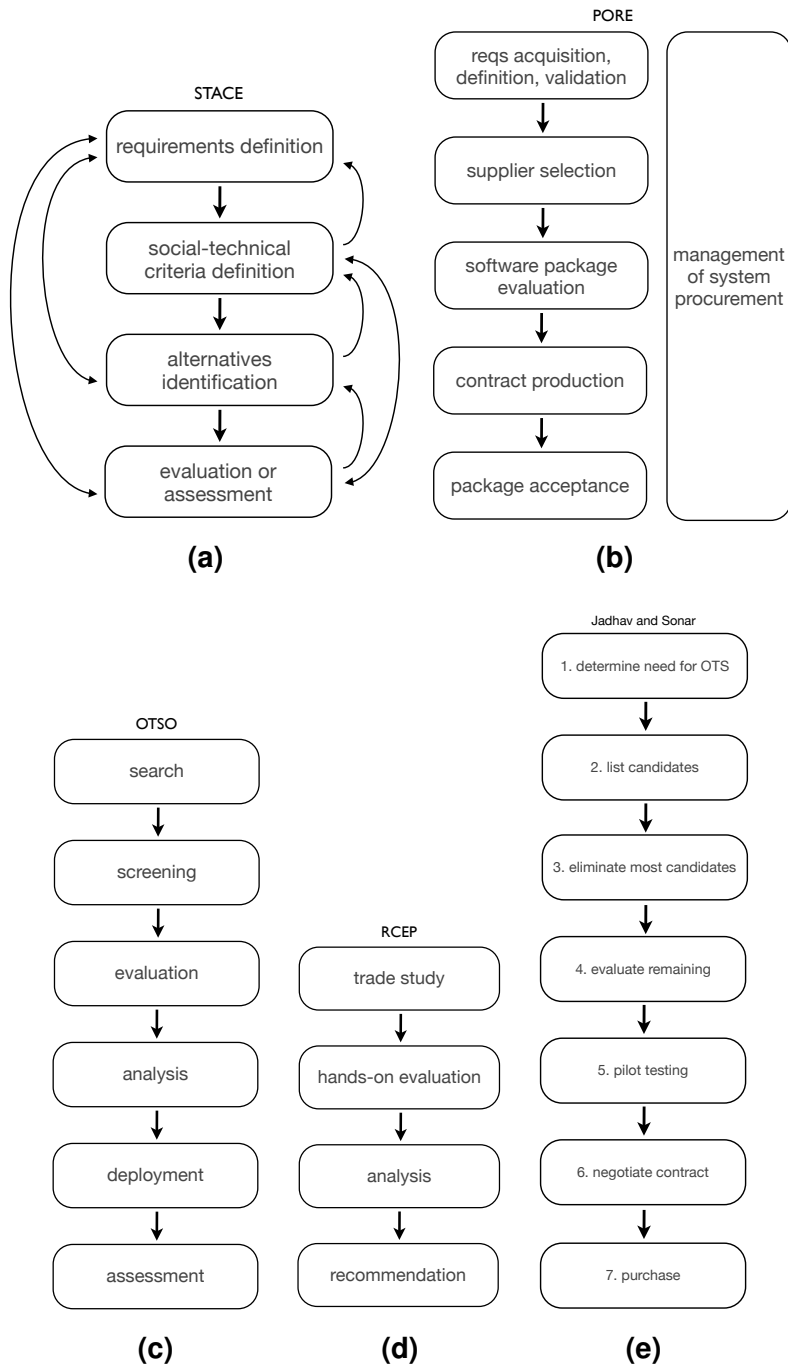 STACE
requirements definition
social-technical
criteria definition
alternatives
identification
evaluation or
assessment
(a)
PORE
reqs acquisition,
definition, validation
supplier selection
software package
evaluation
contract production
package acceptance
management
of system
procurement
(b)
OTSO
search
screening
evaluation
analysis
deployment
assessment
(c)
RCEP
trade study
hands-on evaluation
analysis
recommendation
(d)
Jadhav and Sonar
1. determine need for OTS
2. list candidates
3. eliminate most candidates
4. evaluate remaining
5. pilot testing
6. negotiate contract
7. purchase
(e)